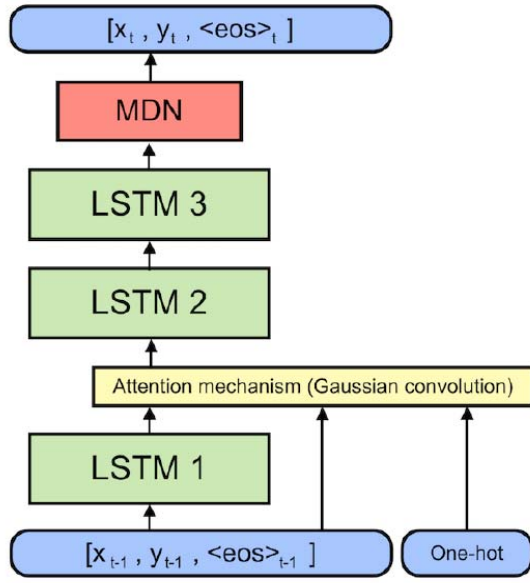 [x_t , y_t , <eos>_t ]
MDN
LSTM 3
LSTM 2
Attention mechanism (Gaussian convolution)
LSTM 1
[x_t-1 , y_t-1 , <eos>_t-1 ]
One-hot